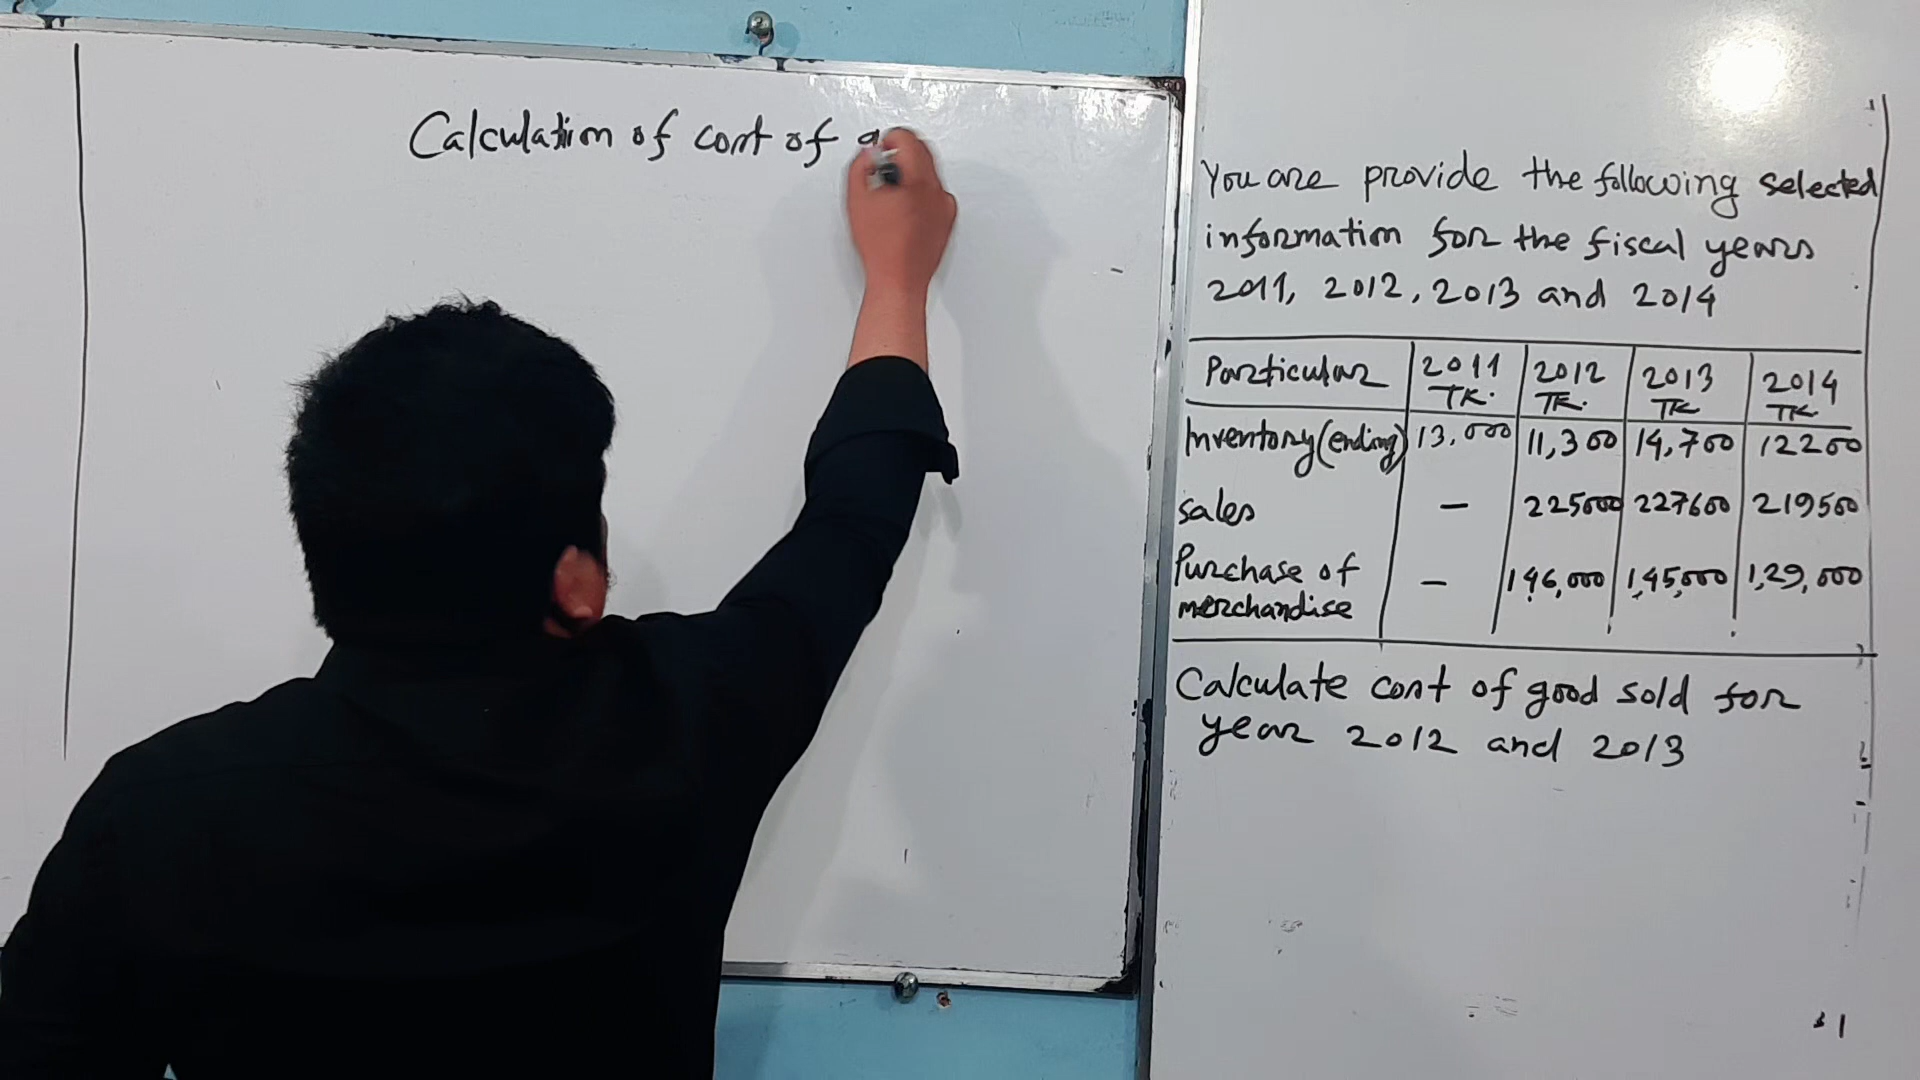 Calculation of cost of
You are provide the following selected
information for the fiscal years
2011, 2012, 2013 and 2014
Particular 2011 TK. 2012 TK. 2013 TK 2014 TK.
Inventory (ending) 13,000 11,300 14,700 12200
sales - 225000 227600 219500
Purchase of merchandise - 146,000 1,45,000 1,29,000
Calculate cost of good sold for
year 2012 and 2013